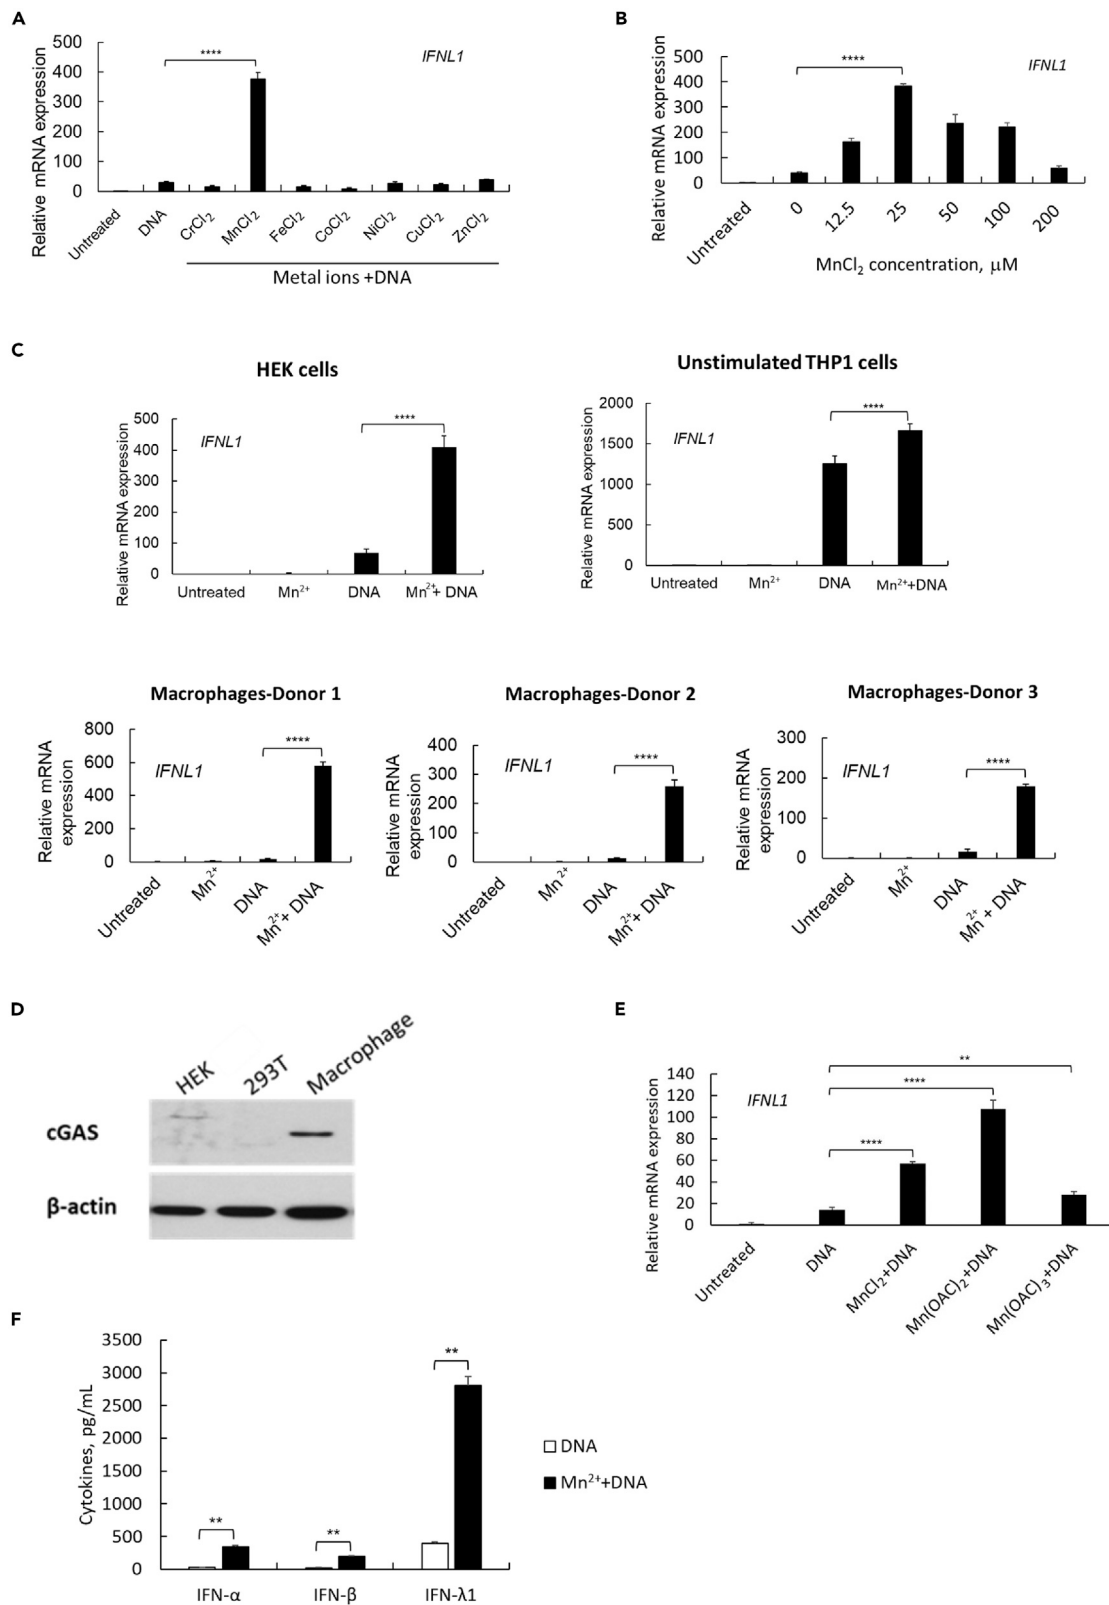 A
Relative mRNA expression
500
400
300
200
100
0
****
IFNL1
Untreated
DNA
CrCl2
MnCl2
FeCl2
CoCl2
NiCl2
CuCl2
ZnCl2
Metal ions +DNA
B
Relative mRNA expression
500
400
300
200
100
0
****
IFNL1
Untreated
0
12.5
25
50
100
200
MnCl2 concentration, μM
C
HEK cells
Relative mRNA expression
500
400
300
200
100
0
IFNL1
****
Untreated
Mn2+
DNA
Mn2++ DNA
Unstimulated THP1 cells
Relative mRNA expression
2000
1500
1000
500
0
IFNL1
****
Untreated
Mn2+
DNA
Mn2++DNA
Macrophages-Donor 1
Relative mRNA
expression
800
600
400
200
0
IFNL1
****
Untreated
Mn2+
DNA
Mn2++ DNA
Macrophages-Donor 2
Relative mRNA
expression
400
300
200
100
0
IFNL1
****
Untreated
Mn2+
DNA
Mn2++ DNA
Macrophages-Donor 3
Relative mRNA
expression
300
200
100
0
IFNL1
****
Untreated
Mn2+
DNA
Mn2+ + DNA
D
HEK
293T
Macrophage
cGAS
β-actin
E
Relative mRNA expression
140
120
100
80
60
40
20
0
IFNL1
**
****
****
Untreated
DNA
MnCl2+DNA
Mn(OAC)2+DNA
Mn(OAC)3+DNA
F
Cytokines, pg/mL
3500
3000
2500
2000
1500
1000
500
0
**
**
**
IFN-α
IFN-β
IFN-λ1
DNA
Mn2++DNA